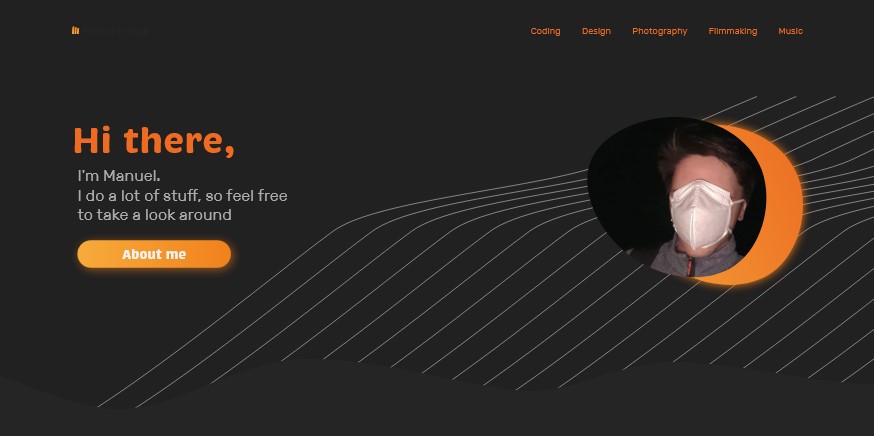 Coding Design Photography Filmmaking Music
Hi there,
I'm Manuel.
I do a lot of stuff, so feel free
to take a look around
About me